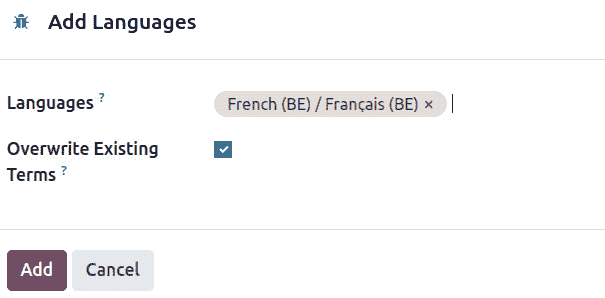 Add Languages
Languages ?
French (BE) / Français (BE) ×
Overwrite Existing
Terms ?
Add
Cancel